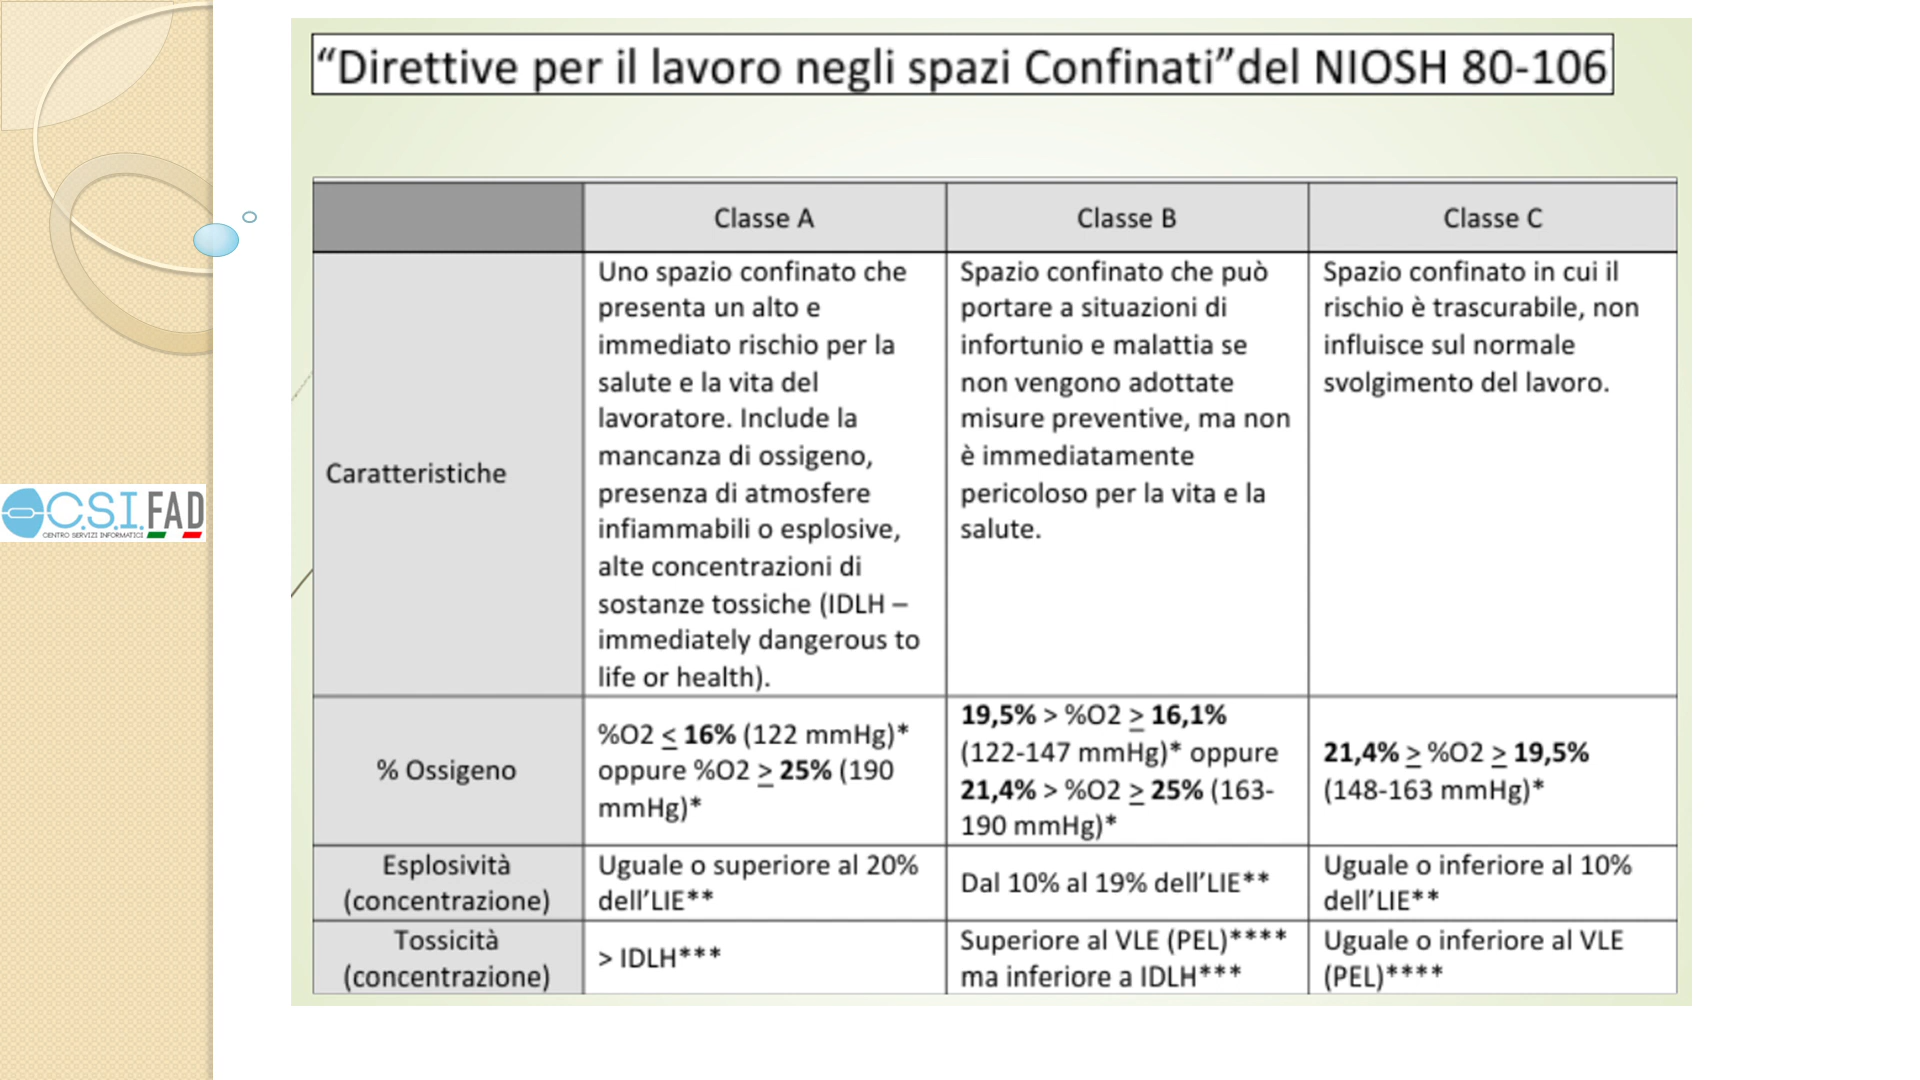 “Direttive per il lavoro negli spazi Confinati”del NIOSH 80-106
Classe A
Classe B
Classe C
Caratteristiche
Uno spazio confinato che
presenta un alto e
immediato rischio per la
salute e la vita del
lavoratore. Include la
mancanza di ossigeno,
presenza di atmosfere
infiammabili o esplosive,
alte concentrazioni di
sostanze tossiche (IDLH –
immediately dangerous to
life or health).
Spazio confinato che può
portare a situazioni di
infortunio e malattia se
non vengono adottate
misure preventive, ma non
è immediatamente
pericoloso per la vita e la
salute.
Spazio confinato in cui il
rischio è trascurabile, non
influisce sul normale
svolgimento del lavoro.
% Ossigeno
%O2 ≤ 16% (122 mmHg)*
oppure %O2 ≥ 25% (190
mmHg)*
19,5% > %O2 ≥ 16,1%
(122-147 mmHg)* oppure
21,4% > %O2 ≥ 25% (163-
190 mmHg)*
21,4% ≥ %O2 ≥ 19,5%
(148-163 mmHg)*
Esplosività
(concentrazione)
Uguale o superiore al 20%
dell’LIE**
Dal 10% al 19% dell’LIE**
Uguale o inferiore al 10%
dell’LIE**
Tossicità
(concentrazione)
> IDLH***
Superiore al VLE (PEL)****
ma inferiore a IDLH***
Uguale o inferiore al VLE
(PEL)****
C.S.I.FAD
CENTRO SERVIZI INFORMATICI